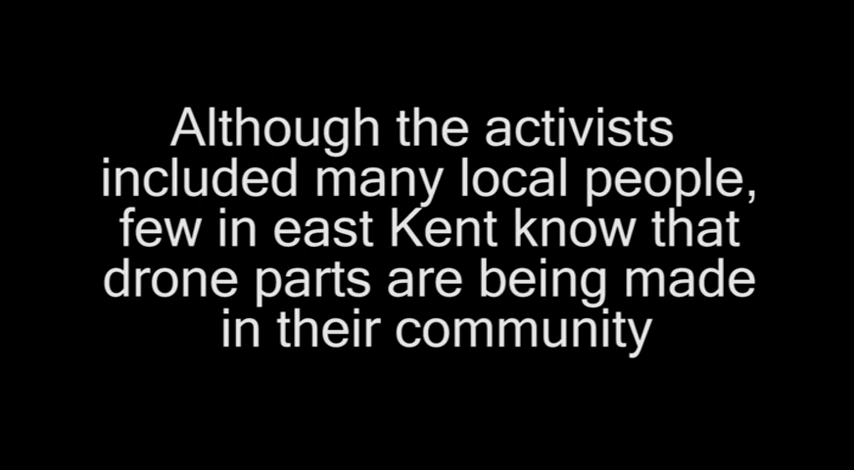 Although the activists
included many local people,
few in east Kent know that
drone parts are being made
in their community